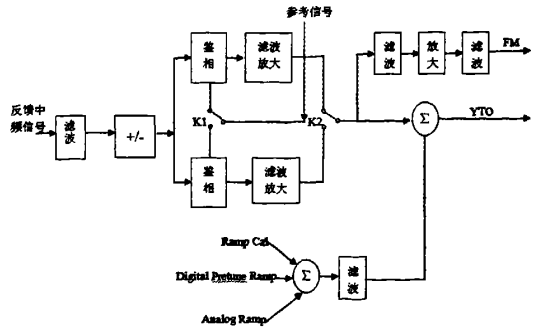 参考信号
鉴相
滤波
放大
滤波
放大
滤波
FM
反馈中
频信号
滤波
+/-
K1
K2
Σ
YTO
鉴相
滤波
放大
Ramp Cal
Digital Pretune Ramp
Σ
滤波
Analog Ramp